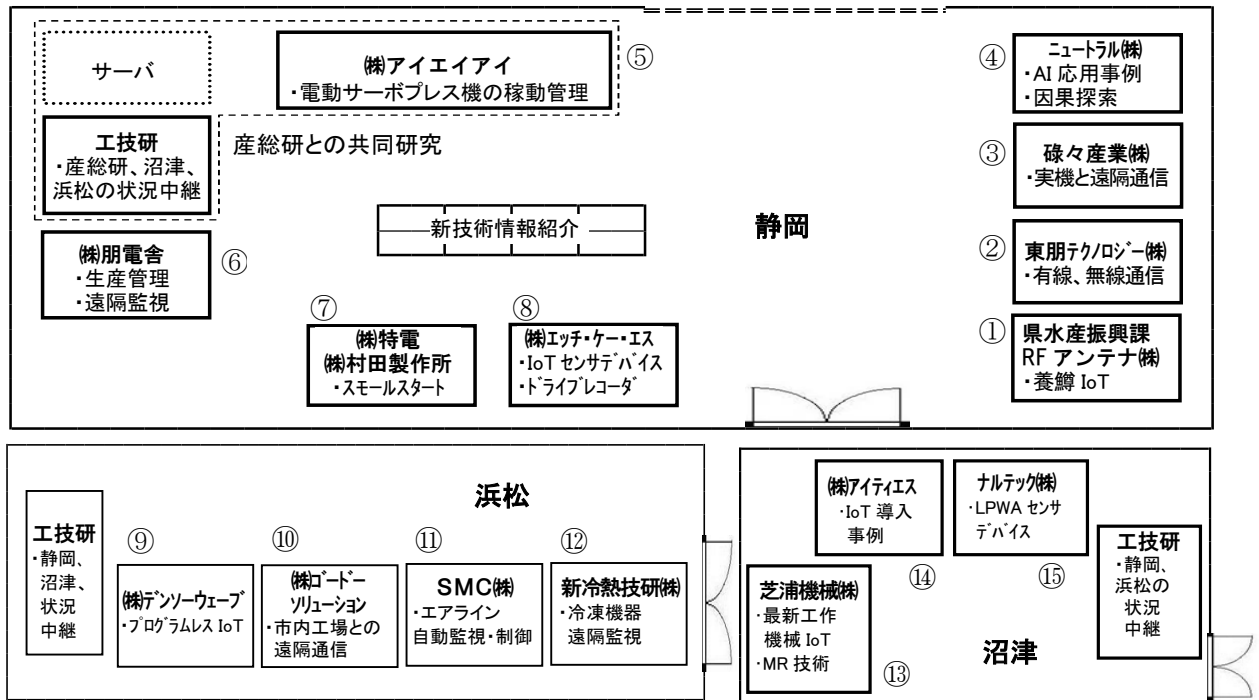 サーバ
㈱アイエイアイ
・電動サーボプレス機の稼動管理
⑤
工技研
・産総研、沼津、
浜松の状況中継
産総研との共同研究
④
ニュートラル㈱
・AI 応用事例
・因果探索
③
碌々産業㈱
・実機と遠隔通信
新技術情報紹介
静岡
②
東朋テクノロジー㈱
・有線、無線通信
㈱朋電舎
・生産管理
・遠隔監視
⑥
⑦
㈱特電
㈱村田製作所
・スモールスタート
⑧
㈱エッチ・ケー・エス
・IoT センサデバイス
・ドライブレコーダ
①
県水産振興課
RF アンテナ㈱
・養鱒 IoT
浜松
工技研
・静岡、
沼津、
状況
中継
⑨
㈱デンソーウェーブ
・プログラムレス IoT
⑩
㈱ゴードー
ソリューション
・市内工場との
遠隔通信
⑪
SMC㈱
・エアライン
自動監視・制御
⑫
新冷熱技研㈱
・冷凍機器
遠隔監視
㈱アイティエス
・IoT 導入
事例
⑭
ナルテック㈱
・LPWA センサ
デバイス
⑮
工技研
・静岡、
浜松の
状況
中継
芝浦機械㈱
・最新工作
機械 IoT
・MR 技術
⑬
沼津